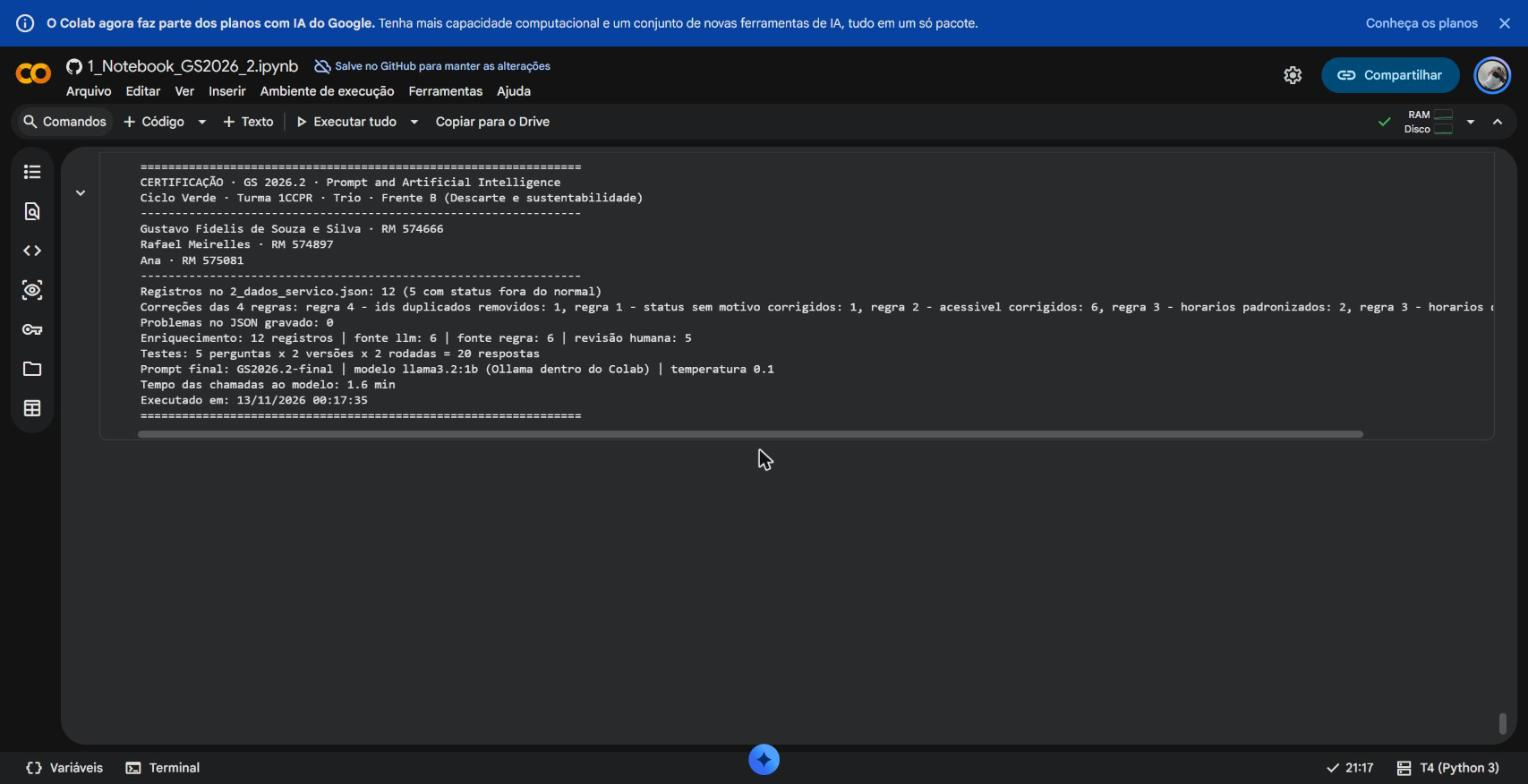 O Colab agora faz parte dos planos com IA do Google. Tenha mais capacidade computacional e um conjunto de novas ferramentas de IA, tudo em um só pacote. Conheça os planos
1_Notebook_GS2026_2.ipynb Salve no GitHub para manter as alterações
Arquivo Editar Ver Inserir Ambiente de execução Ferramentas Ajuda
Compartilhar
Comandos + Código + Texto Executar tudo Copiar para o Drive
RAM
Disco
================================================================
CERTIFICAÇÃO · GS 2026.2 · Prompt and Artificial Intelligence
Ciclo Verde · Turma 1CCPR · Trio · Frente B (Descarte e sustentabilidade)
----------------------------------------------------------------
Gustavo Fidelis de Souza e Silva · RM 574666
Rafael Meirelles · RM 574897
Ana · RM 575081
----------------------------------------------------------------
Registros no 2_dados_servico.json: 12 (5 com status fora do normal)
Correções das 4 regras: regra 4 - ids duplicados removidos: 1, regra 1 - status sem motivo corrigidos: 1, regra 2 - acessivel corrigidos: 6, regra 3 - horarios padronizados: 2, regra 3 - horarios
Problemas no JSON gravado: 0
Enriquecimento: 12 registros | fonte llm: 6 | fonte regra: 6 | revisão humana: 5
Testes: 5 perguntas x 2 versões x 2 rodadas = 20 respostas
Prompt final: GS2026.2-final | modelo llama3.2:1b (Ollama dentro do Colab) | temperatura 0.1
Tempo das chamadas ao modelo: 1.6 min
Executado em: 13/11/2026 00:17:35
================================================================
Variáveis Terminal 21:17 T4 (Python 3)